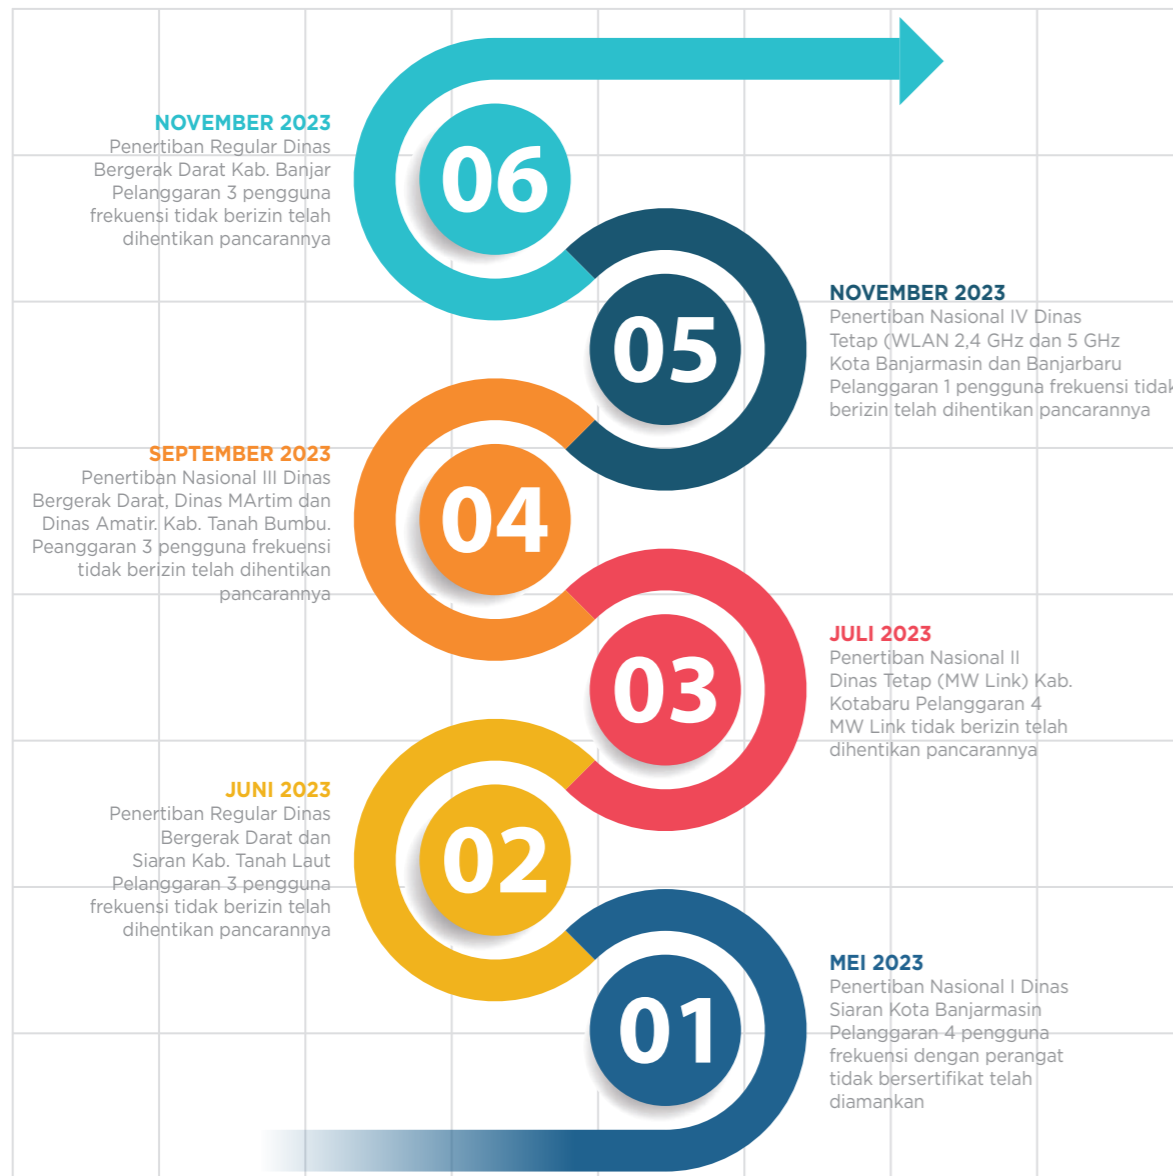 NOVEMBER 2023
Penertiban Regular Dinas
Bergerak Darat Kab. Banjar
Pelanggaran 3 pengguna
frekuensi tidak berizin telah
dihentikan pancarannya
06
NOVEMBER 2023
Penertiban Nasional IV Dinas
Tetap (WLAN 2,4 GHz dan 5 GHz
Kota Banjarmasin dan Banjarbaru
Pelanggaran 1 pengguna frekuensi tidak
berizin telah dihentikan pancarannya
05
SEPTEMBER 2023
Penertiban Nasional III Dinas
Bergerak Darat, Dinas MArtim dan
Dinas Amatir. Kab. Tanah Bumbu.
Peanggaran 3 pengguna frekuensi
tidak berizin telah dihentikan
pancarannya
04
JULI 2023
Penertiban Nasional II
Dinas Tetap (MW Link) Kab.
Kotabaru Pelanggaran 4
MW Link tidak berizin telah
dihentikan pancarannya
03
JUNI 2023
Penertiban Regular Dinas
Bergerak Darat dan
Siaran Kab. Tanah Laut
Pelanggaran 3 pengguna
frekuensi tidak berizin telah
dihentikan pancarannya
02
MEI 2023
Penertiban Nasional I Dinas
Siaran Kota Banjarmasin
Pelanggaran 4 pengguna
frekuensi dengan perangat
tidak bersertifikat telah
diamankan
01